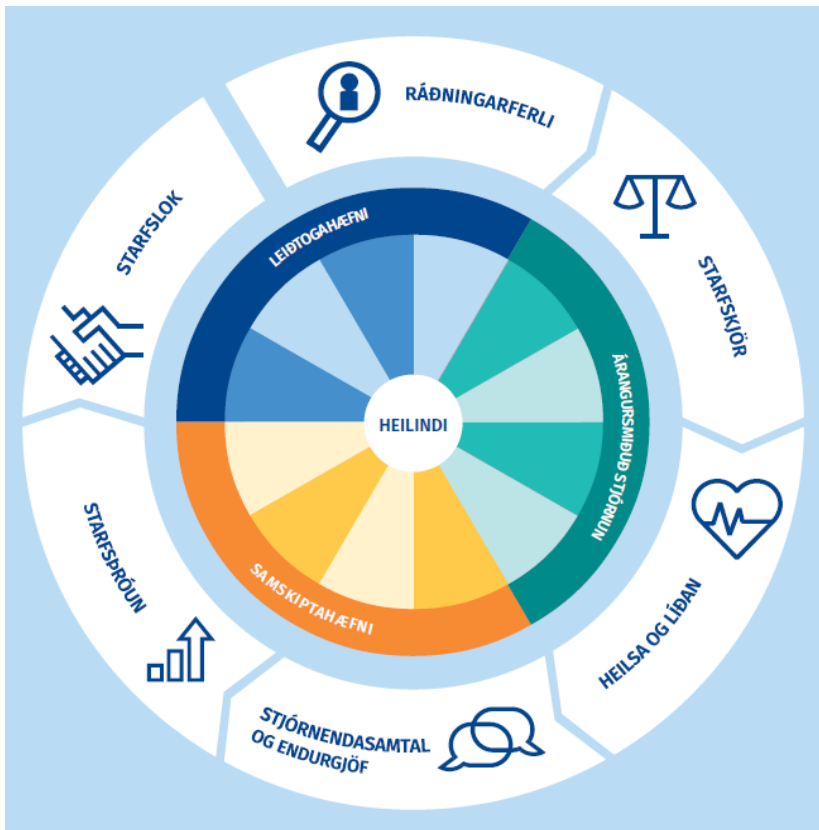 RÁÐNINGARFERLI
STARFSKJÖR
HEILSA OG LÍÐAN
STJÓRNENDASAMTAL
OG ENDURGJÖF
STARFSÞRÓUN
STARFSLOK
LEIÐTOGAHÆFNI
ÁRANGURSMIÐUÐ STJÓRNUN
SAMSKIPTAHÆFNI
HEILINDI